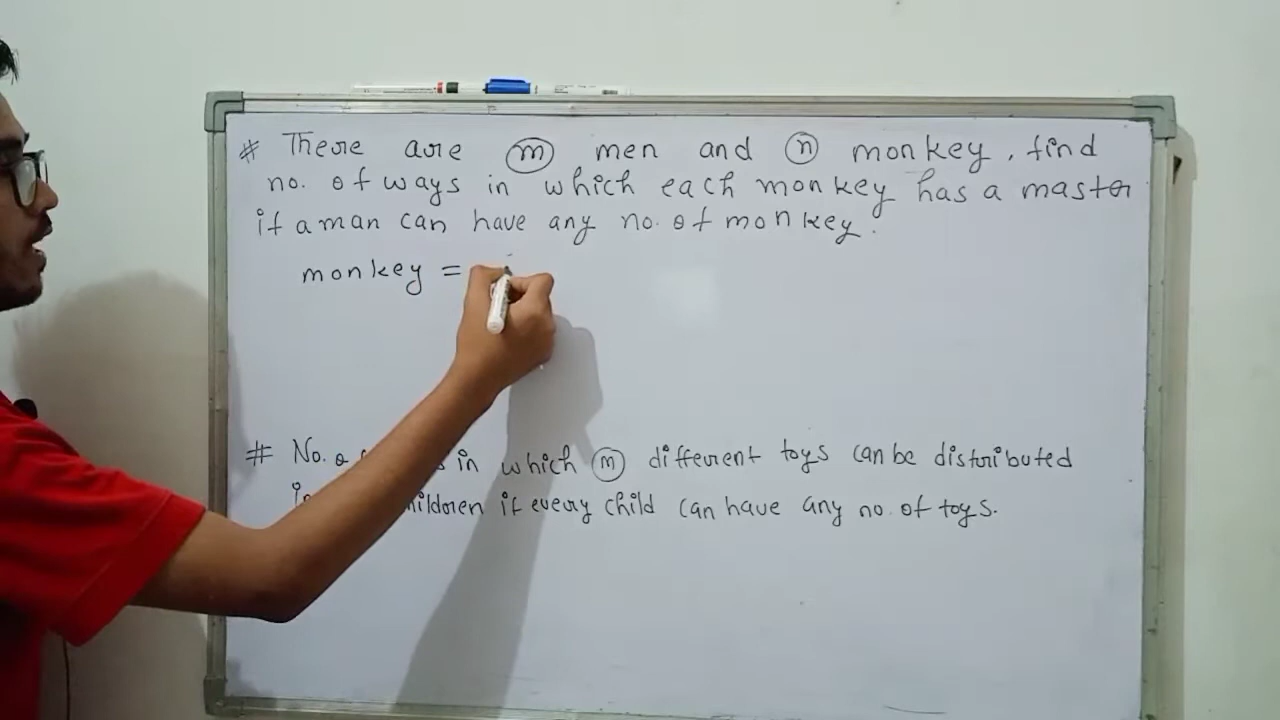 # There are m men and n monkey, find
no. of ways in which each monkey has a master
if a man can have any no. of monkey.
monkey =
# No. in which m different toys can be distributed
if every child can have any no. of toys.